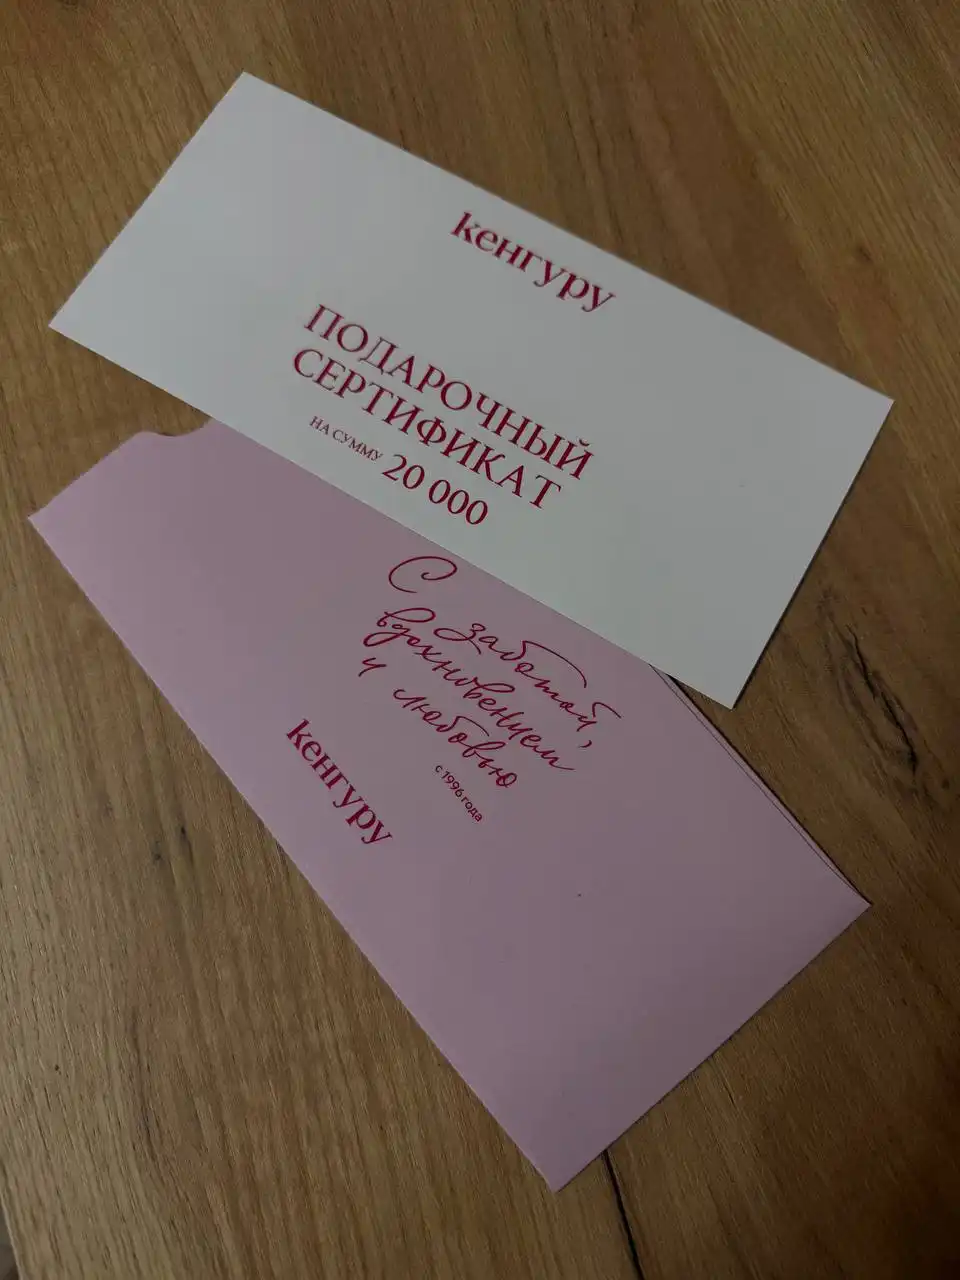 кенгуру
ПОДАРОЧНЫЙ
СЕРТИФИКАТ
НА СУММУ 20 000
С заботой,
вдохновением
и любовью
с 1996 года
кенгуру